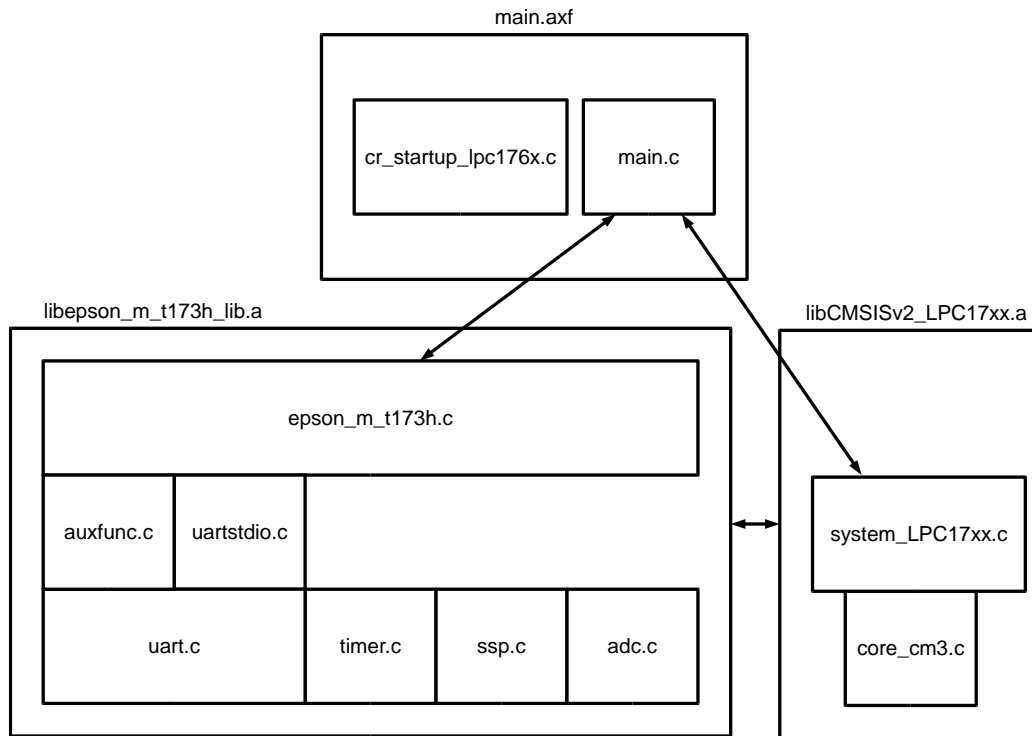 main.axf
cr_startup_lpc176x.c
main.c
libepson_m_t173h_lib.a
libCMSISv2_LPC17xx.a
epson_m_t173h.c
auxfunc.c
uartstdio.c
system_LPC17xx.c
uart.c
timer.c
ssp.c
adc.c
core_cm3.c